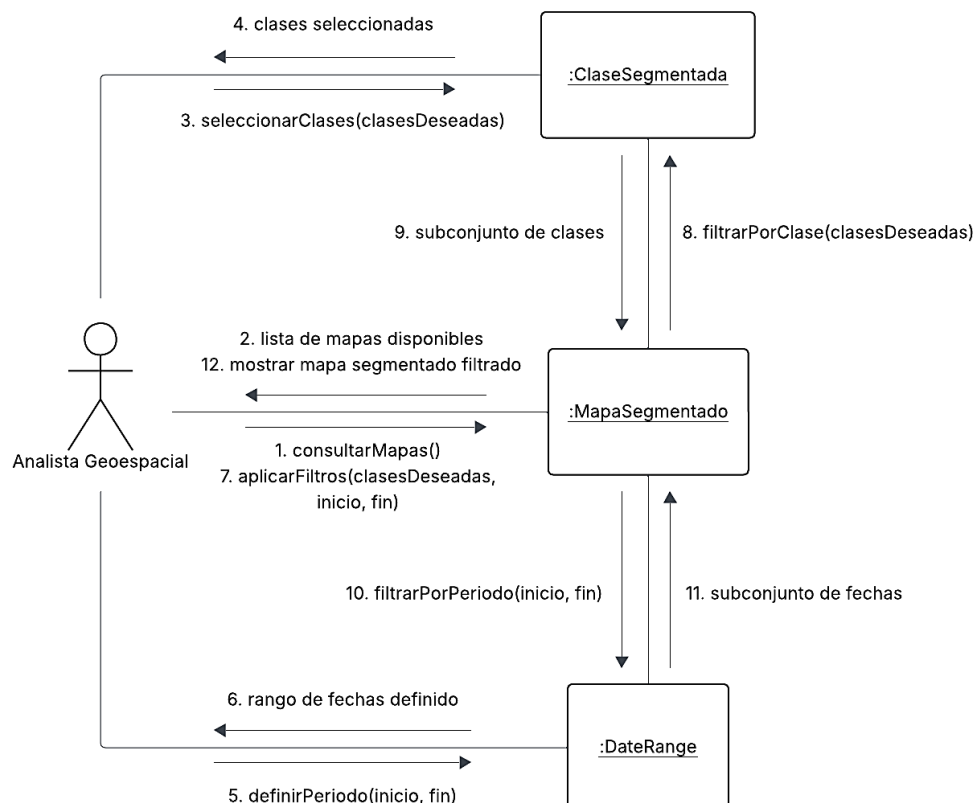 4. clases seleccionadas
:ClaseSegmentada
3. seleccionarClases(clasesDeseadas)
9. subconjunto de clases
8. filtrarPorClase(clasesDeseadas)
2. lista de mapas disponibles
12. mostrar mapa segmentado filtrado
:MapaSegmentado
Analista Geoespacial
1. consultarMapas()
7. aplicarFiltros(clasesDeseadas,
inicio, fin)
10. filtrarPorPeriodo(inicio, fin)
11. subconjunto de fechas
6. rango de fechas definido
:DateRange
5. definirPeriodo(inicio, fin)